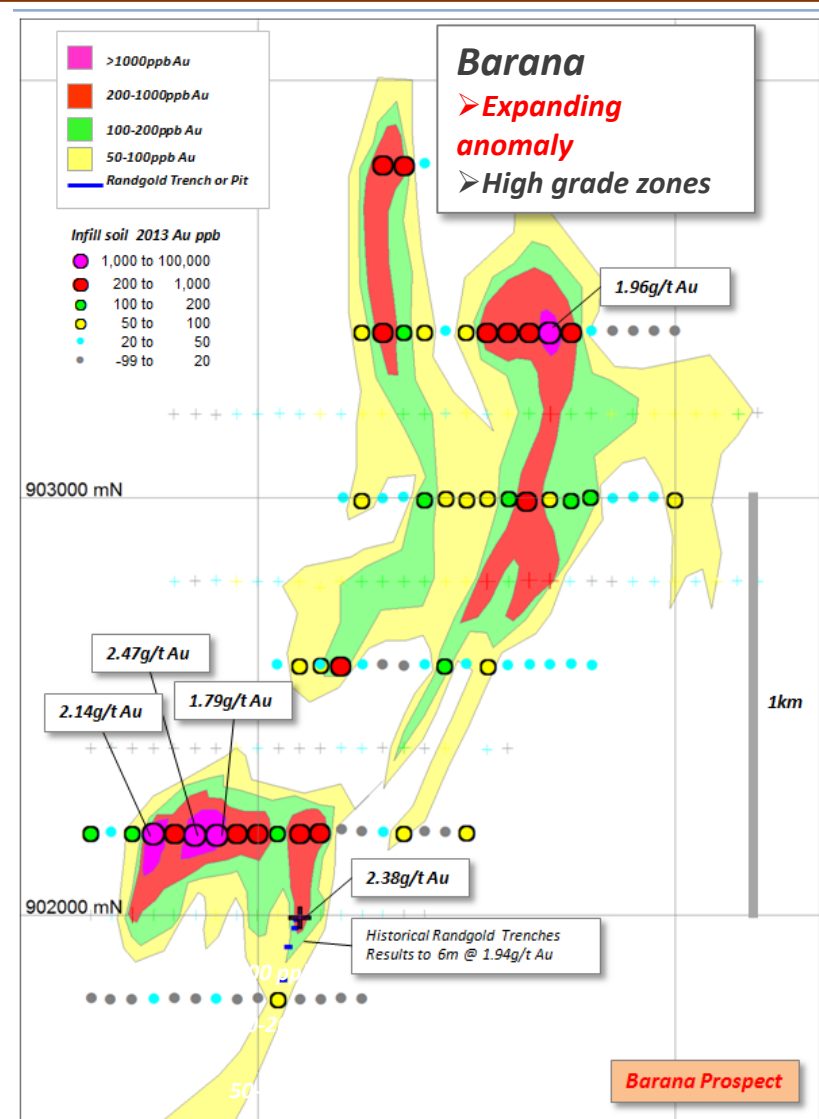 >1000ppb Au
200-1000ppb Au
100-200ppb Au
50-100ppb Au
Randgold Trench or Pit
Barana
➢Expanding
anomaly
➢High grade zones
Infill soil 2013 Au ppb
1,000 to 100,000
200 to 1,000
100 to 200
50 to 100
20 to 50
-99 to 20
1.96g/t Au
903000 mN
2.47g/t Au
2.14g/t Au
1.79g/t Au
1km
2.38g/t Au
902000 mN
Historical Randgold Trenches
Results to 6m @ 1.94g/t Au
Barana Prospect